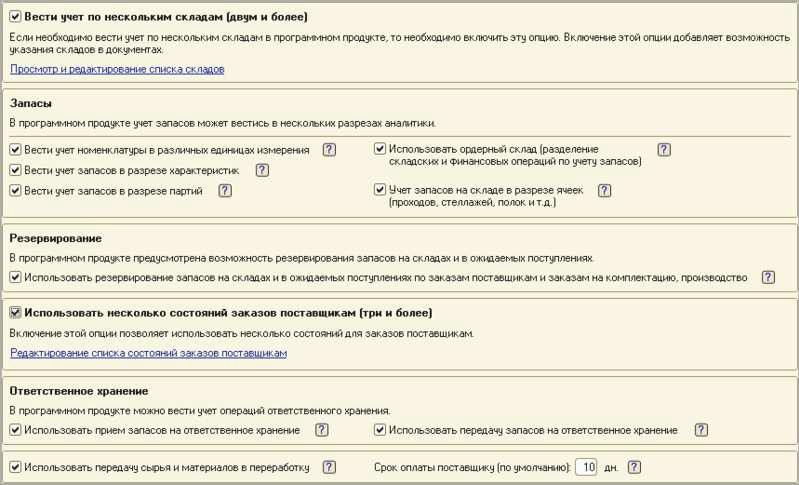 Вести учет по нескольким складам (двум и более)
Если необходимо вести учет по нескольким складам в программном продукте, то необходимо включить эту опцию. Включение этой опции добавляет возможность
указания складов в документах.
Просмотр и редактирование списка складов
Запасы
В программном продукте учет запасов может вестись в нескольких разрезах аналитики.
Вести учет номенклатуры в различных единицах измерения ?
Использовать ордерный склад (разделение ?
складских и финансовых операций по учету запасов)
Вести учет запасов в разрезе характеристик ?
Вести учет запасов в разрезе партий ?
Учет запасов на складе в разрезе ячеек ?
(проходов, стеллажей, полок и т.д.)
Резервирование
В программном продукте предусмотрена возможность резервирования запасов на складах и в ожидаемых поступлениях.
Использовать резервирование запасов на складах и в ожидаемых поступлениях по заказам поставщикам и заказам на комплектацию, производство ?
Использовать несколько состояний заказов поставщикам (три и более)
Включение этой опции позволяет использовать несколько состояний для заказов поставщикам.
Редактирование списка состояний заказов поставщикам
Ответственное хранение
В программном продукте можно вести учет операций ответственного хранения.
Использовать прием запасов на ответственное хранение ?
Использовать передачу запасов на ответственное хранение ?
Использовать передачу сырья и материалов в переработку ?
Срок оплаты поставщику (по умолчанию): 10 дн. ?